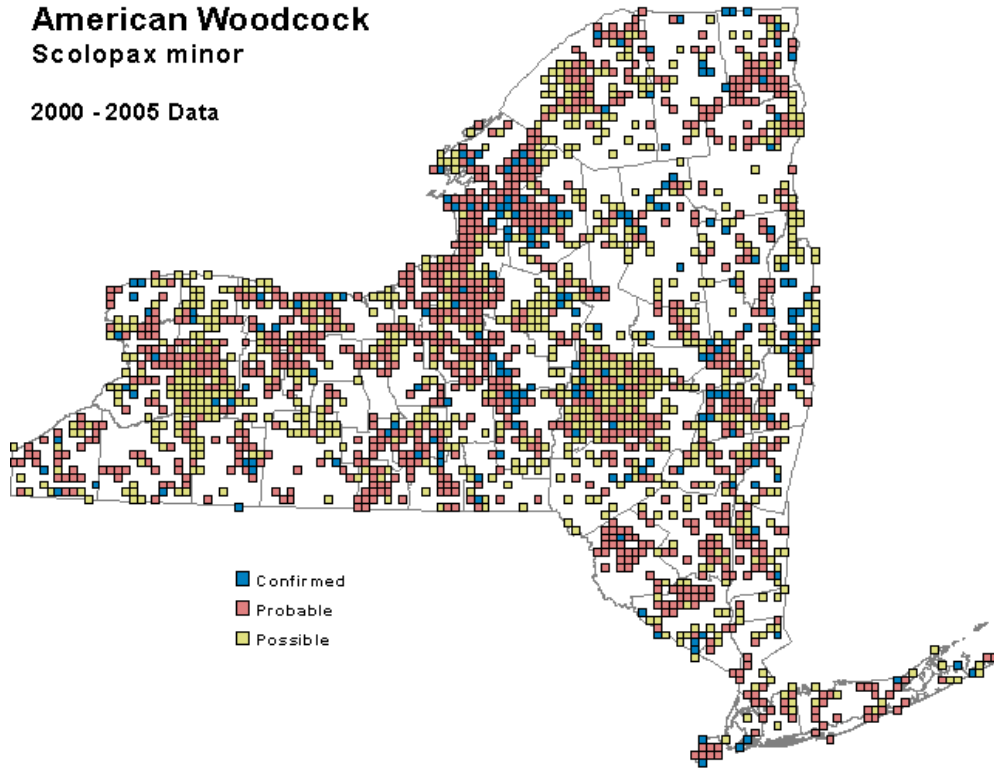 American Woodcock
Scolopax minor
2000 - 2005 Data
Confirmed
Probable
Possible